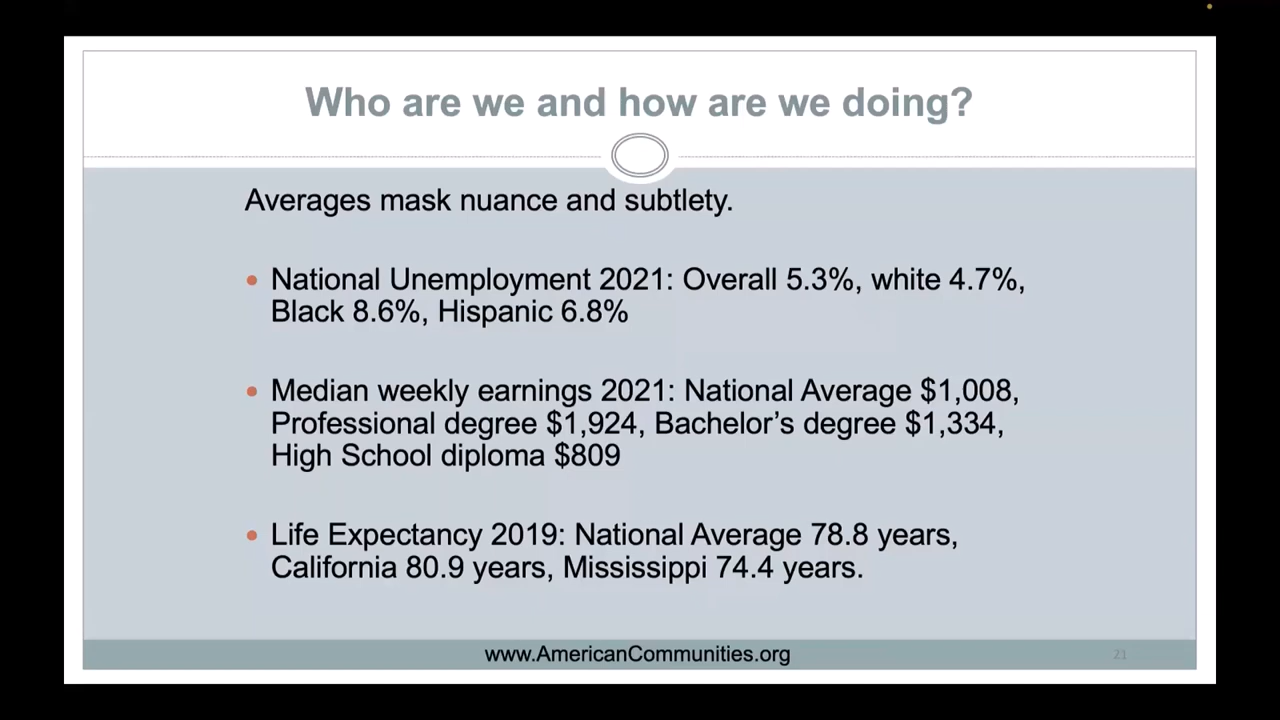 Who are we and how are we doing?
Averages mask nuance and subtlety.
• National Unemployment 2021: Overall 5.3%, white 4.7%,
Black 8.6%, Hispanic 6.8%
• Median weekly earnings 2021: National Average $1,008,
Professional degree $1,924, Bachelor’s degree $1,334,
High School diploma $809
• Life Expectancy 2019: National Average 78.8 years,
California 80.9 years, Mississippi 74.4 years.
www.AmericanCommunities.org
21